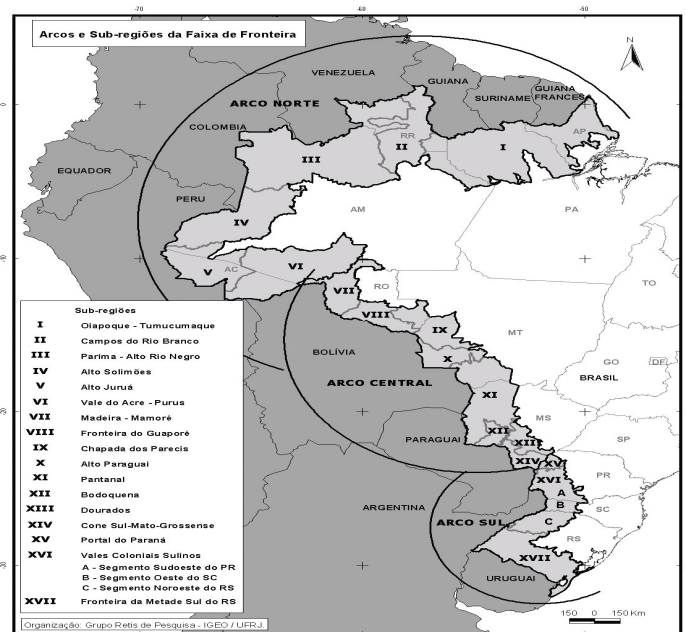 -70
-60
-50
Arcos e Sub-regiões da Faixa de Fronteira
N
VENEZUELA
GUIANA
SURINAME
GUIANA
FRANCESA
ARCO NORTE
COLOMBIA
EQUADOR
PERU
0
RR
AP
I
II
III
IV
AM
PA
-10
V
AC
VI
VII
RO
VIII
IX
X
MT
TO
GO
DF
BRASIL
BOLÍVIA
ARCO CENTRAL
XI
MS
XII
XIII
XIV
XV
SP
PARAGUAI
PR
XVI
A
B
C
SC
ARGENTINA
ARCO SUL
RS
XVII
URUGUAI
Sub-regiões
I Oiapoque - Tumucumaque
II Campos do Rio Branco
III Parima - Alto Rio Negro
IV Alto Solimões
V Alto Juruá
VI Vale do Acre - Purus
VII Madeira - Mamoré
VIII Fronteira do Guaporé
IX Chapada dos Parecis
X Alto Paraguai
XI Pantanal
XII Bodoquena
XIII Dourados
XIV Cone Sul-Mato-Grossense
XV Portal do Paraná
XVI Vales Coloniais Sulinos
A - Segmento Sudoeste do PR
B - Segmento Oeste do SC
C - Segmento Noroeste do RS
XVII Fronteira da Metade Sul do RS
150 0 150 Km
Organização: Grupo Retis de Pesquisa - IGEO / UFRJ.